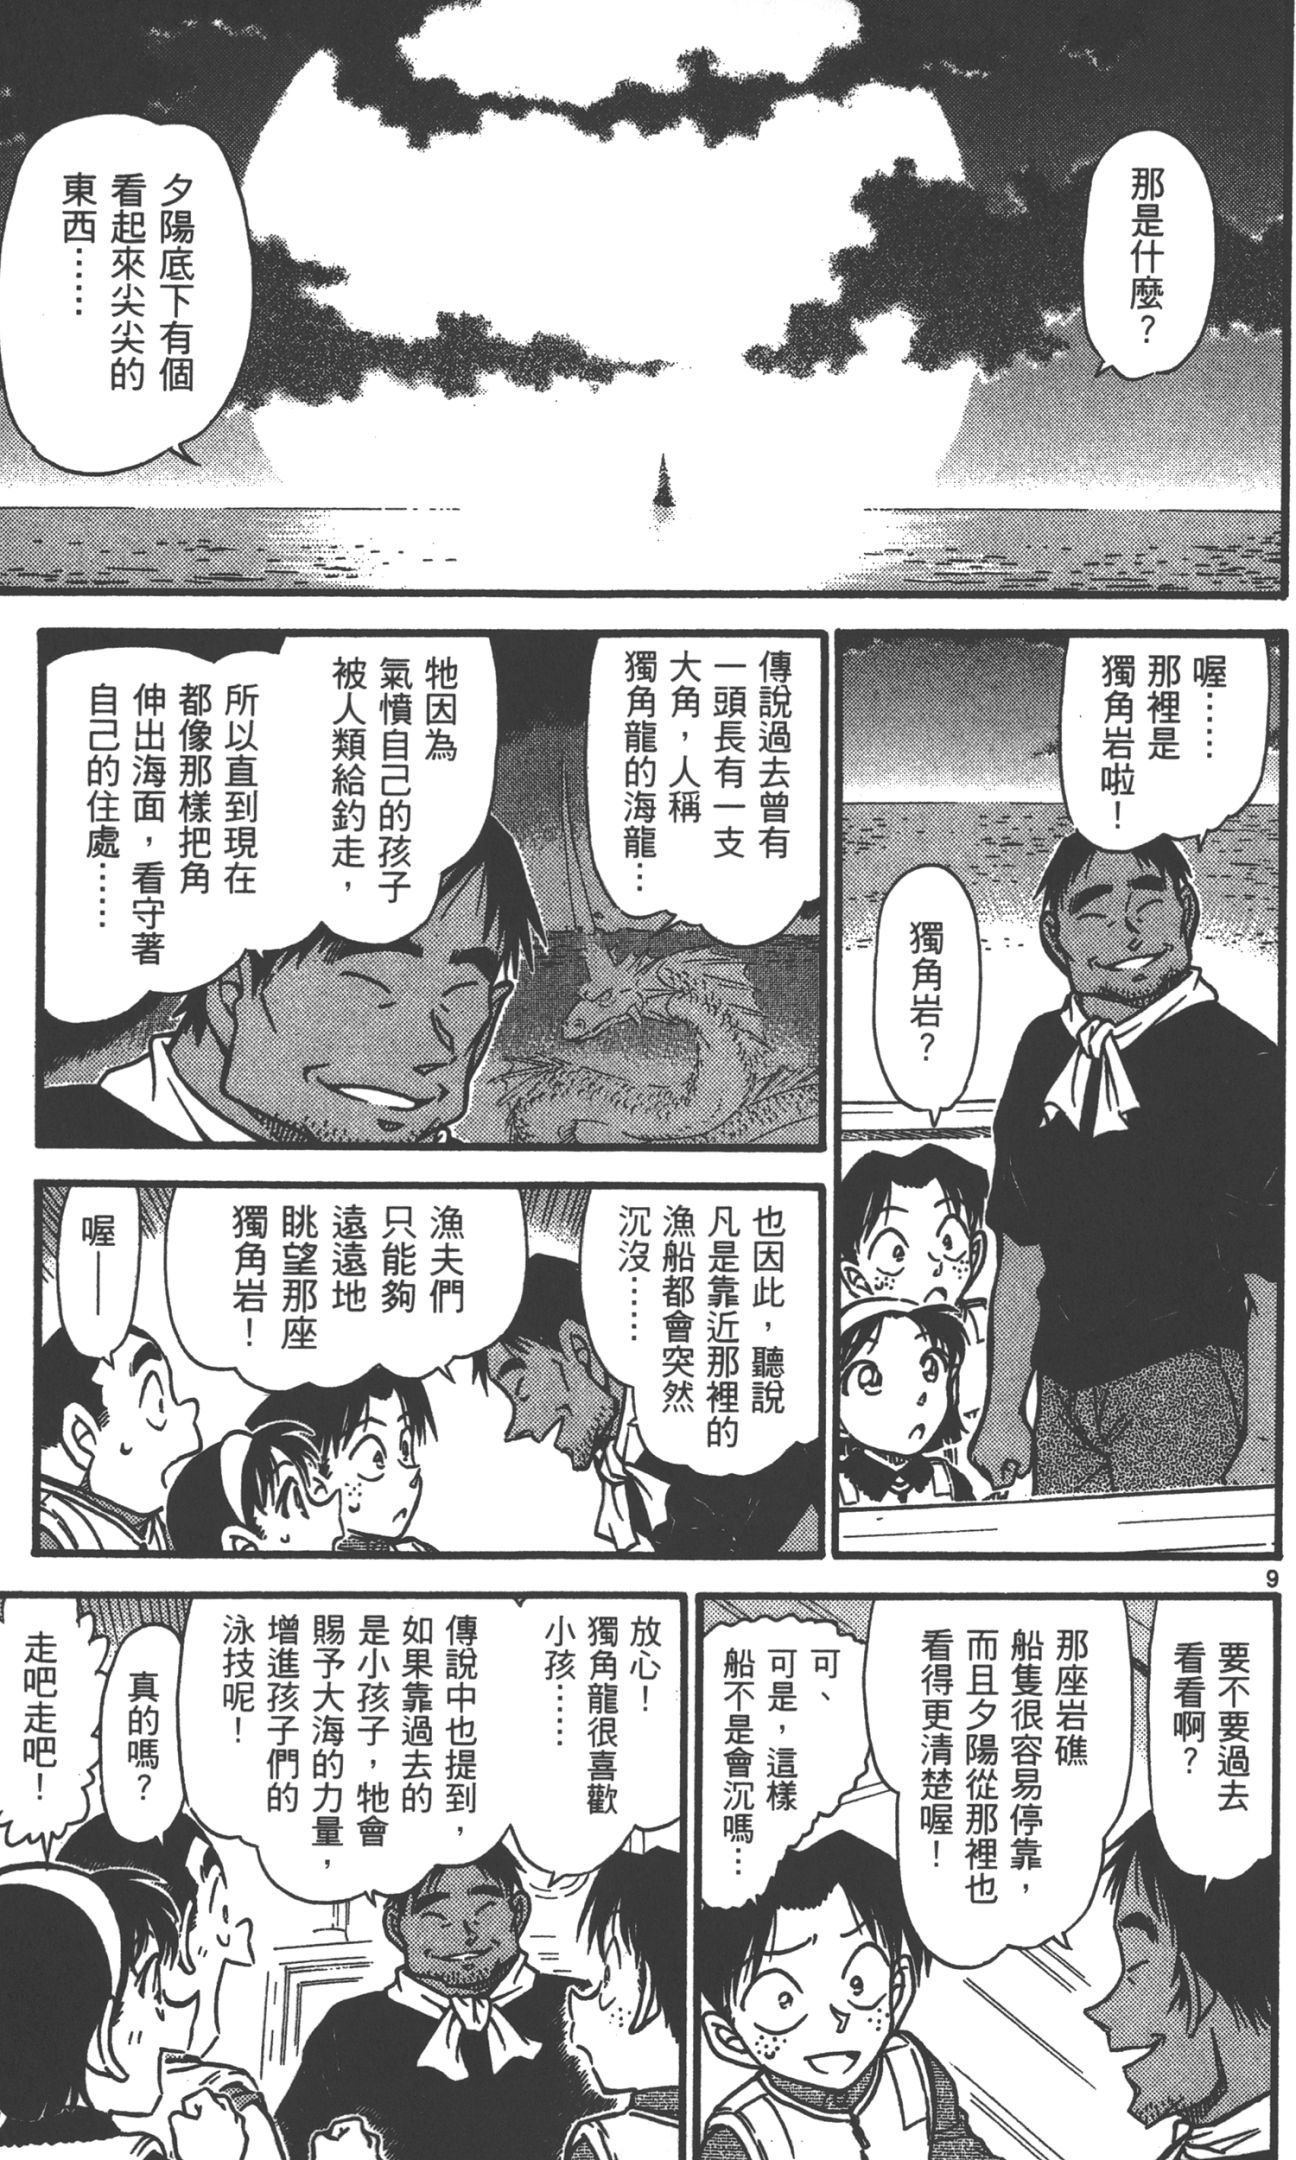 那是什麼？
夕陽底下有個
看起來尖尖的
東西⋯⋯
喔⋯⋯
那裡是
獨角岩啦！
獨角岩？
傳說過去曾有
一頭長有一支
大角，人稱
獨角龍的海龍⋯
牠因為
氣憤自己的孩子
被人類給釣走，
所以直到現在
都像那樣把角
伸出海面，看守著
自己的住處⋯⋯
也因此，聽說
凡是靠近那裡的
漁船都會突然
沉沒⋯⋯
漁夫們
只能夠
遠遠地
眺望那座
獨角岩！
喔——
9
要不要過去
看看啊？
那座岩礁
船隻很容易停靠，
而且夕陽從那裡也
看得更清楚喔！
可、
可是，這樣
船不是會沉嗎⋯
放心！
獨角龍很喜歡
小孩⋯⋯
傳說中也提到，
如果靠過去的
是小孩子，牠會
賜予大海的力量，
增進孩子們的
泳技呢！
真的嗎？
走吧走吧！